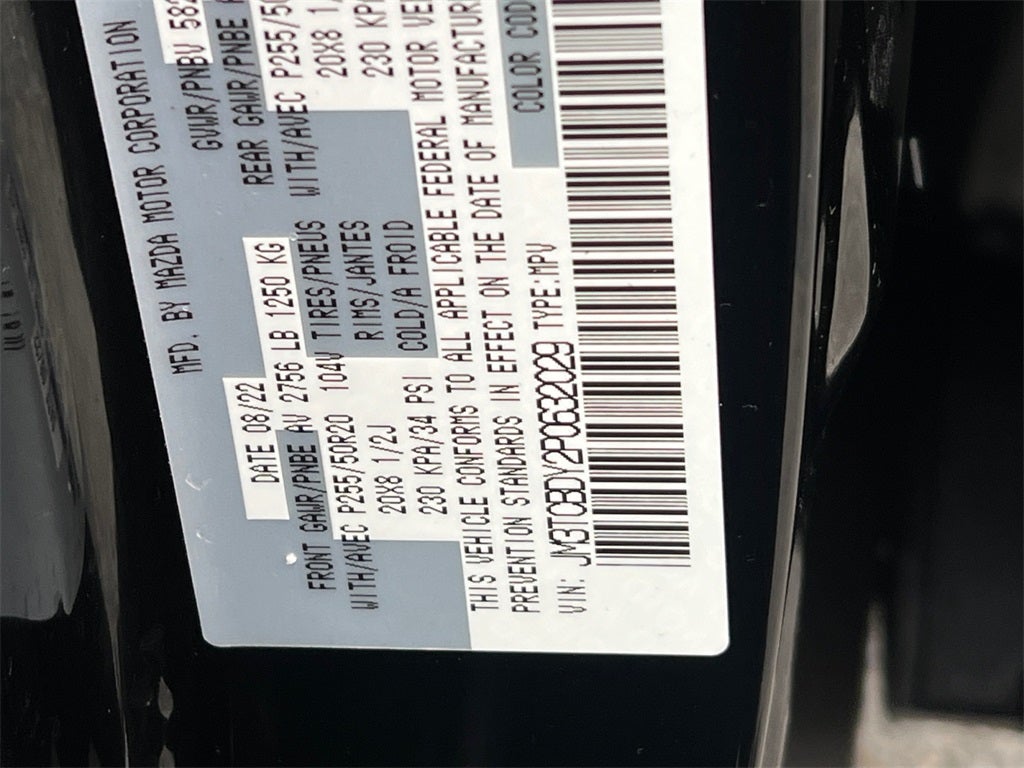 MFD. BY MAZDA MOTOR CORPORATION
DATE 08/22
GVWR/PNBV 58
FRONT GAWR/PNBE AV 2756 LB 1250 KG
REAR GAWR/PNBE
WITH/AVEC P255/50R20 104V TIRES/PNEUS WITH/AVEC P255/50
20X8 1/2J RIMS/JANTES 20X8 1/
230 KPA/34 PSI COLD/A FROID 230 KP
THIS VEHICLE CONFORMS TO ALL APPLICABLE FEDERAL MOTOR VE
PREVENTION STANDARDS IN EFFECT ON THE DATE OF MANUFACTUR
VIN: JM3TCBDY2P0632029 TYPE:MPV COLOR COD